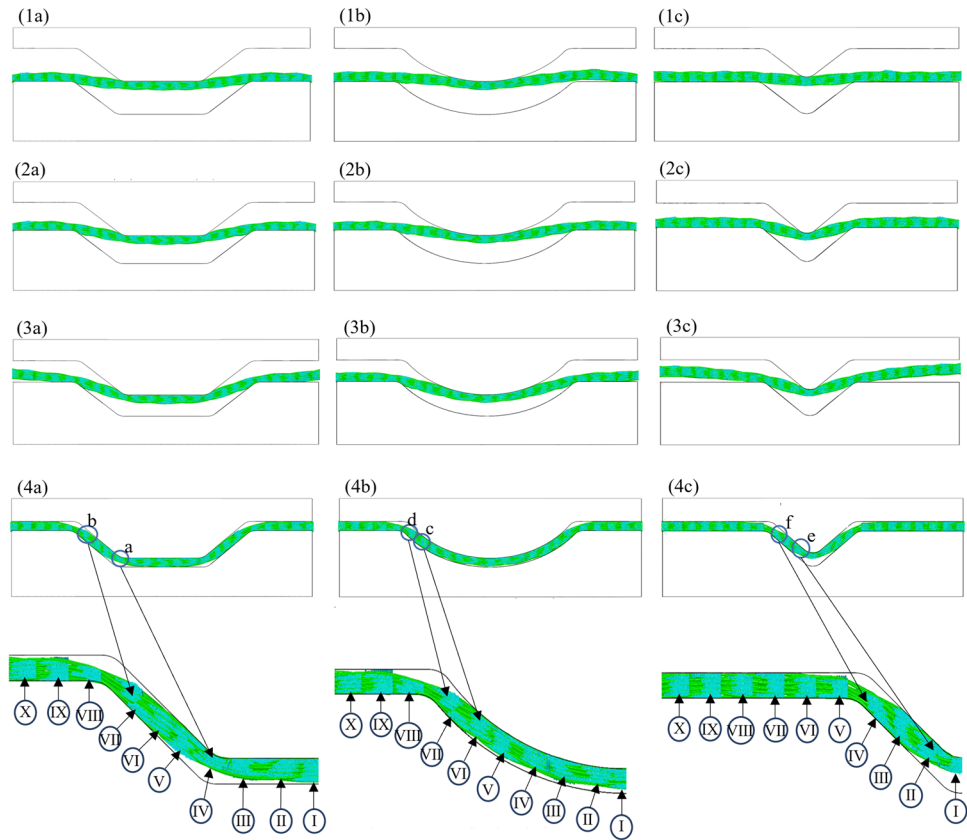 (1a) (1b) (1c)
(2a) (2b) (2c)
(3a) (3b) (3c)
(4a) (4b) (4c)
b a d c f e
X IX VIII VII VI V IV III II I
X IX VIII VII VI V IV III II I
X IX VIII VII VI V IV III II I